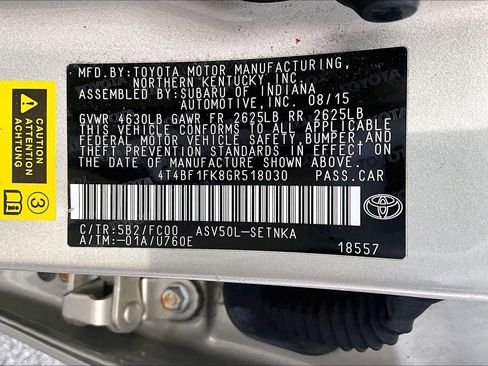 MFD.BY:TOYOTA MOTOR MANUFACTURING,
NORTHERN KENTUCKY,INC.
ASSEMBLED BY:SUBARU OF INDIANA
AUTOMOTIVE,INC. 08/15
GVWR 4630LB GAWR FR 2625LB RR 2625LB
THIS VEHICLE CONFORMS TO ALL APPLICABLE
FEDERAL MOTOR VEHICLE SAFETY,BUMPER,AND
THEFT PREVENTION STANDARDS IN EFFECT ON
THE DATE OF MANUFACTURE SHOWN ABOVE.
4T4BF1FK8GR518030 PASS.CAR
C/TR:5B2/FC00 ASV50L-SETNKA
A/TM:-01A/U760E
TOYOTA
18557
CAUTION
ATTENTION
ACHTUNG
3